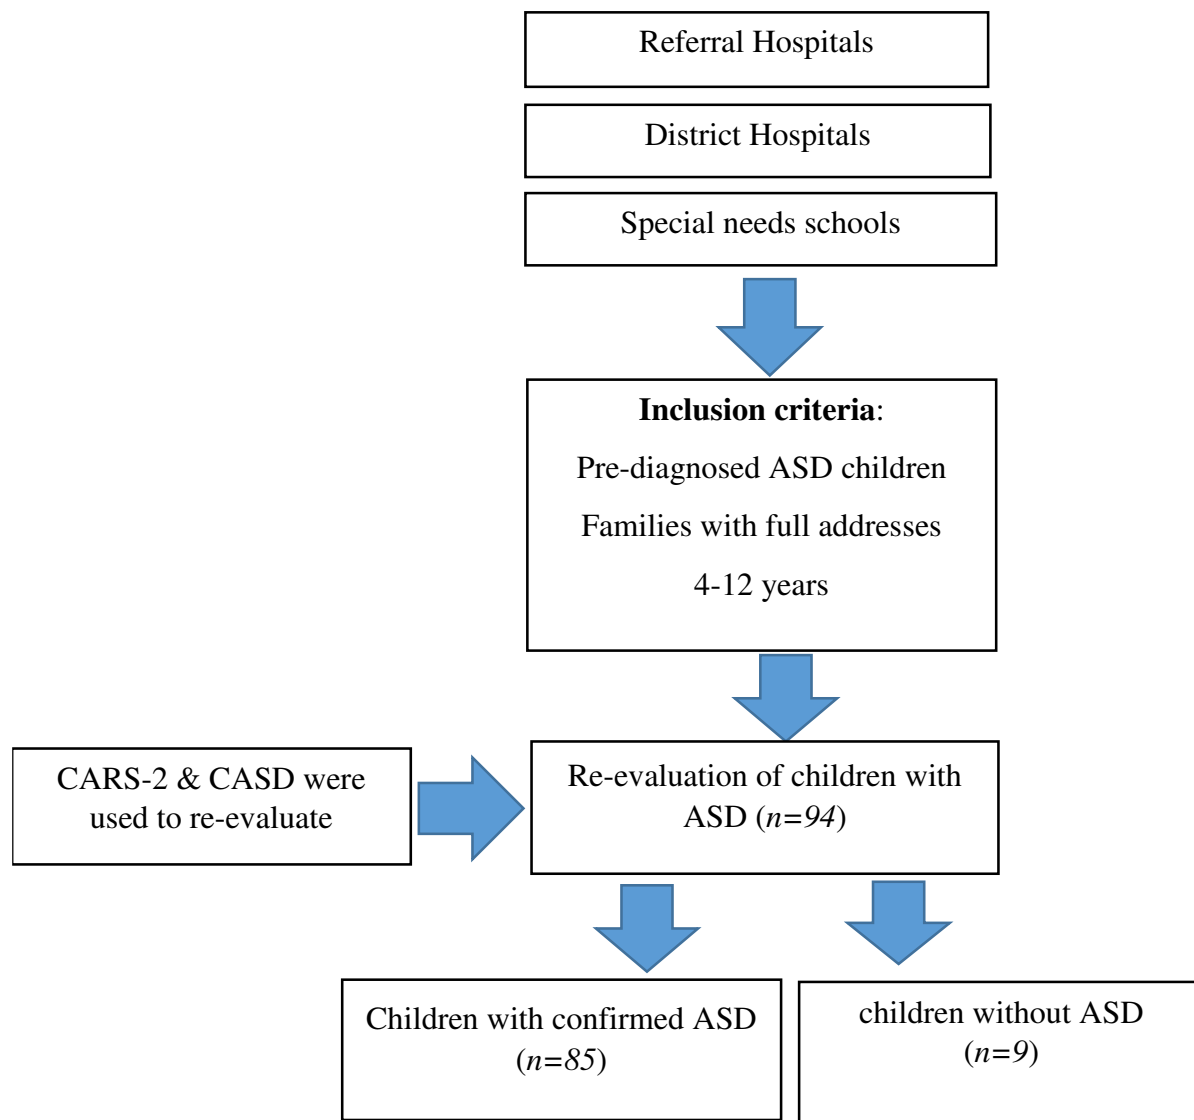 Referral Hospitals
District Hospitals
Special needs schools
Inclusion criteria:
Pre-diagnosed ASD children
Families with full addresses
4-12 years
CARS-2 & CASD were
used to re-evaluate
Re-evaluation of children with
ASD (n=94)
Children with confirmed ASD
(n=85)
children without ASD
(n=9)